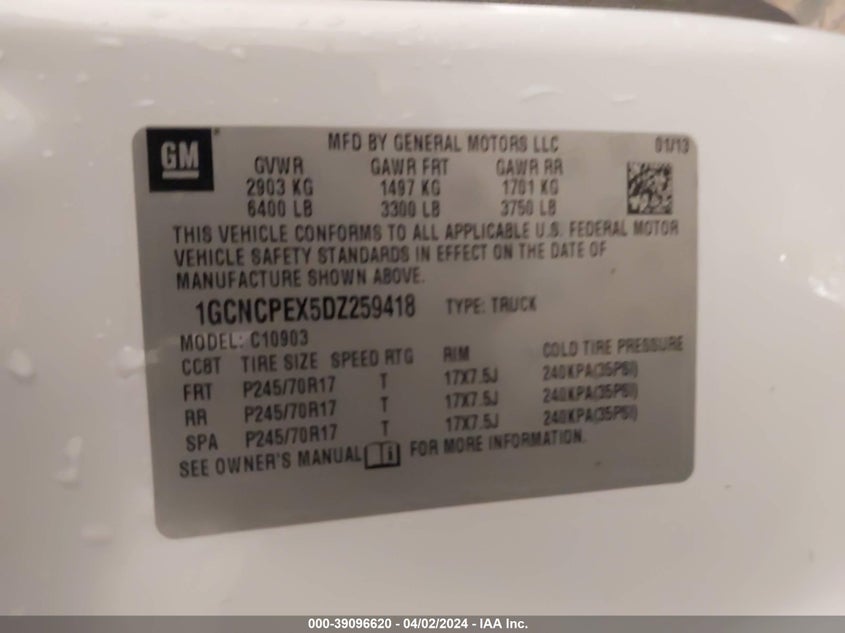 GM MFD BY GENERAL MOTORS LLC 01/13
GVWR GAWR FRT GAWR RR
2903 KG 1497 KG 1701 KG
6400 LB 3300 LB 3750 LB
THIS VEHICLE CONFORMS TO ALL APPLICABLE U.S. FEDERAL MOTOR
VEHICLE SAFETY STANDARDS IN EFFECT ON THE DATE OF
MANUFACTURE SHOWN ABOVE.
1GCNCPEX5DZ259418 TYPE: TRUCK
MODEL: C10903
CC8T TIRE SIZE SPEED RTG RIM COLD TIRE PRESSURE
FRT P245/70R17 T 17X7.5J 240KPA(35PSI)
RR P245/70R17 T 17X7.5J 240KPA(35PSI)
SPA P245/70R17 T 17X7.5J 240KPA(35PSI)
SEE OWNER'S MANUAL FOR MORE INFORMATION.
000-39096620 - 04/02/2024 - IAA Inc.